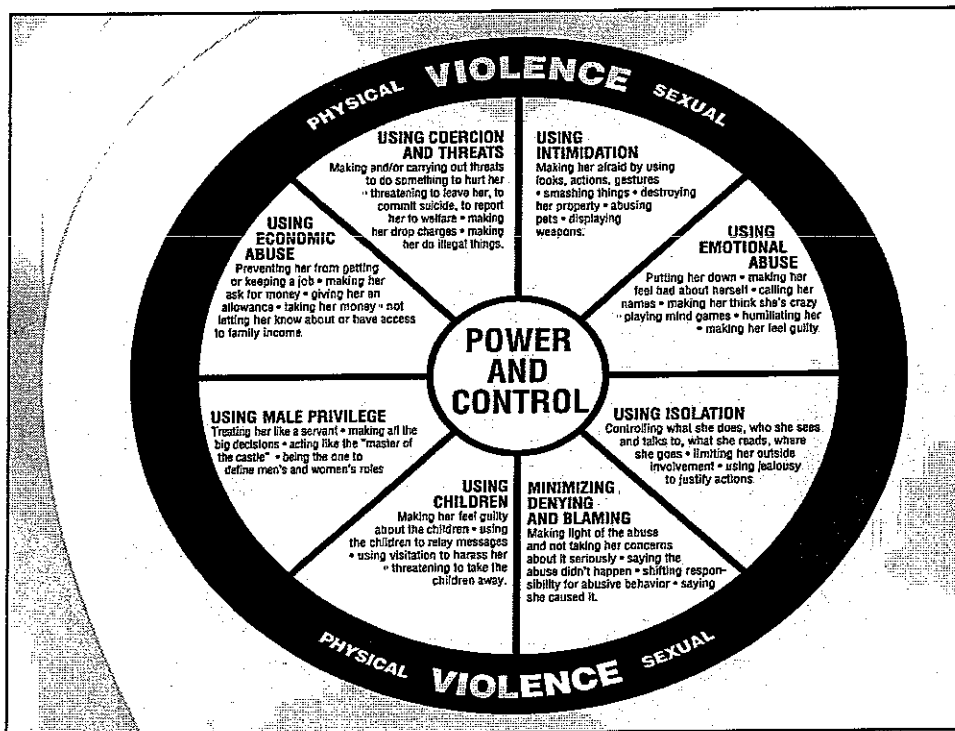 PHYSICAL VIOLENCE SEXUAL
USING COERCION
AND THREATS
Making and/or carrying out threats
to do something to hurt her
• threatening to leave her, to
commit suicide, to report
her to welfare • making
her drop charges • making
her do illegal things.
USING
INTIMIDATION
Making her afraid by using
looks, actions, gestures
• smashing things • destroying
her property • abusing
pets • displaying
weapons.
USING
ECONOMIC
ABUSE
Preventing her from getting
or keeping a job • making her
ask for money • giving her an
allowance • taking her money • not
letting her know about or have access
to family income.
USING
EMOTIONAL
ABUSE
Putting her down • making her
feel bad about herself • calling her
names • making her think she's crazy
• playing mind games • humiliating her
• making her feel guilty.
POWER
AND
CONTROL
USING MALE PRIVILEGE
Treating her like a servant • making all the
big decisions • acting like the "master of
the castle" • being the one to
define men's and women's roles
USING ISOLATION
Controlling what she does, who she sees
and talks to, what she reads, where
she goes • limiting her outside
involvement • using jealousy
to justify actions.
USING
CHILDREN
Making her feel guilty
about the children • using
the children to relay messages
• using visitation to harass her
• threatening to take the
children away.
MINIMIZING,
DENYING
AND BLAMING
Making light of the abuse
and not taking her concerns
about it seriously • saying the
abuse didn't happen • shifting respon-
sibility for abusive behavior • saying
she caused it.
PHYSICAL VIOLENCE SEXUAL